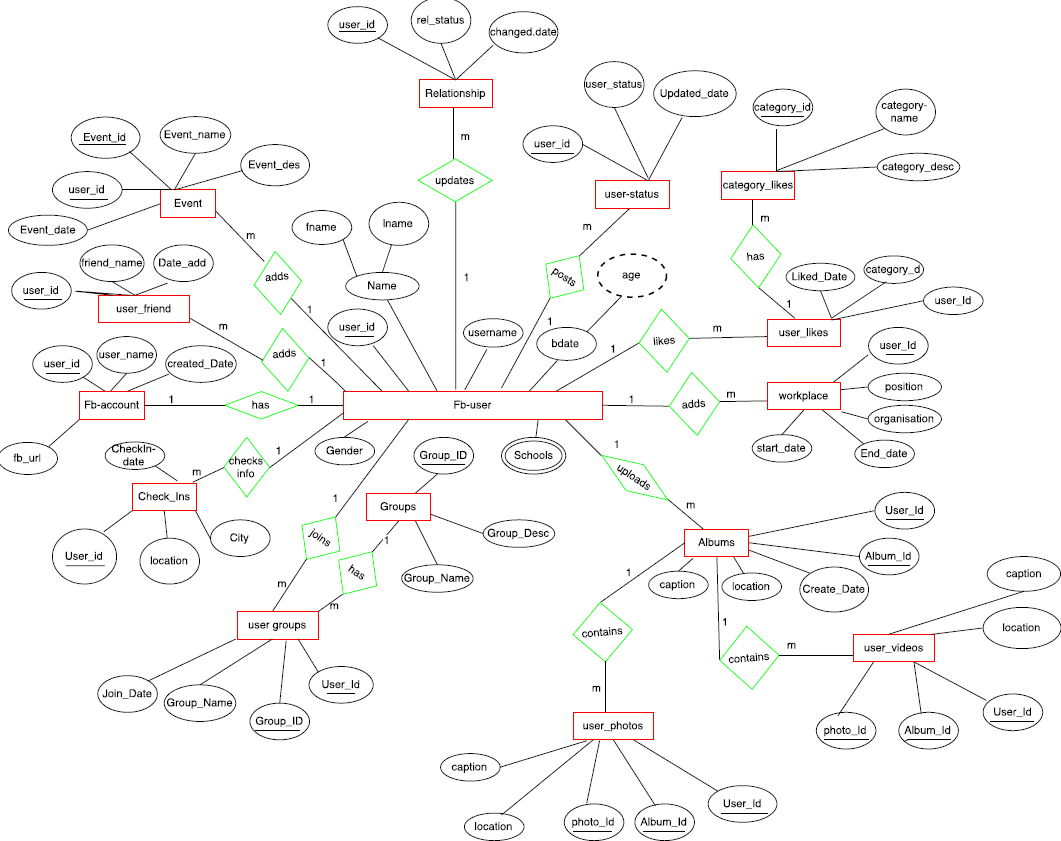 user_id
rel_status
changed.date
Relationship
m
updates
1
user_status
Updated_date
user_id
user-status
m
posts
1
category_id
category-
name
category_desc
category_likes
m
has
1
Event_id
Event_name
Event_des
user_id
Event
Event_date
m
adds
1
fname
lname
Name
user_id
username
age
bdate
friend_name
Date_add
user_id
user_friend
m
adds
1
Liked_Date
category_d
user_Id
user_likes
m
likes
1
user_id
user_name
created_Date
Fb-account
1
has
1
fb_url
Fb-user
1
adds
m
workplace
user_Id
position
organisation
End_date
start_date
Gender
Schools
CheckIn-
date
m
checks
info
1
Check_Ins
User_id
location
City
Group_ID
Groups
Group_Desc
Group_Name
1
has
m
1
joins
m
user groups
Join_Date
Group_Name
Group_ID
User_Id
1
uploads
m
Albums
User_Id
Album_Id
Create_Date
location
caption
1
contains
m
1
contains
m
user_videos
caption
location
photo_Id
Album_Id
User_Id
user_photos
caption
location
photo_Id
Album_Id
User_Id